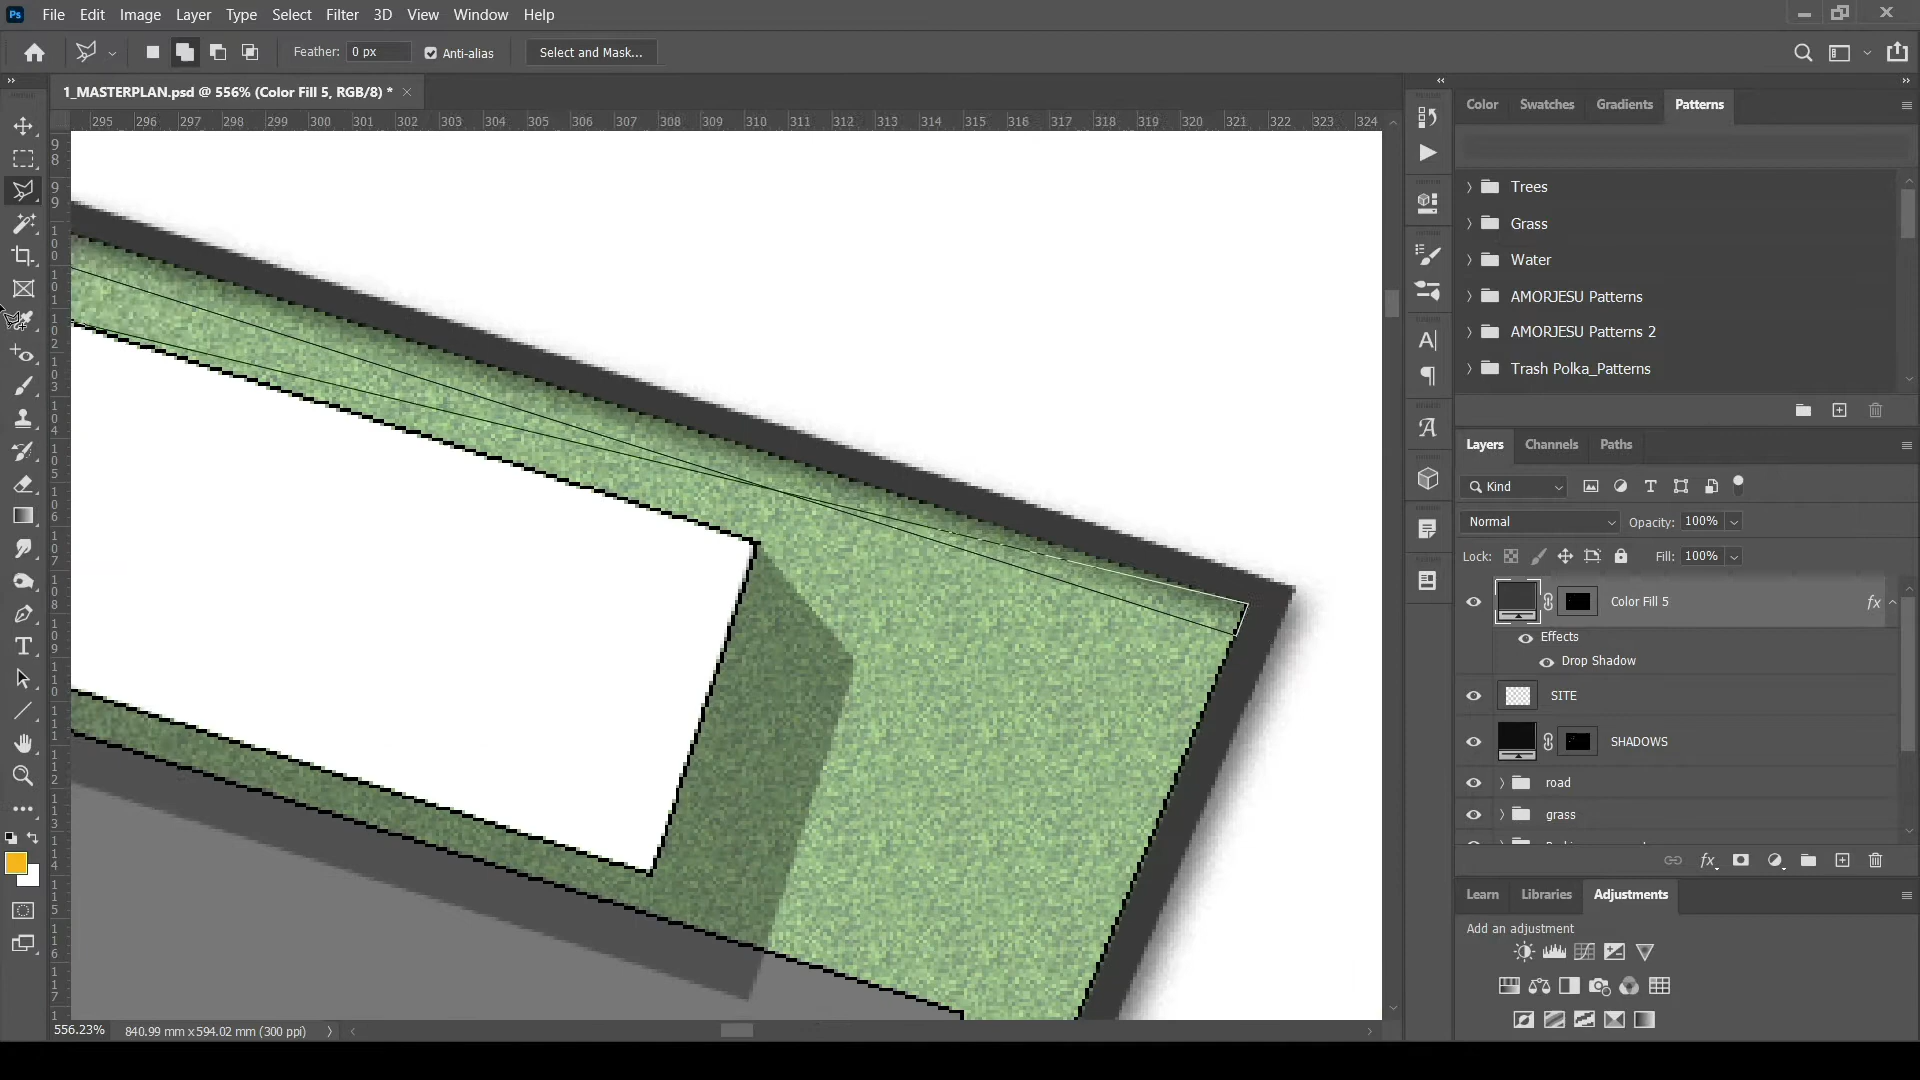 Ps File Edit Image Layer Type Select Filter 3D View Window Help
Feather: 0 px Anti-alias Select and Mask...
1_MASTERPLAN.psd @ 556% (Color Fill 5, RGB/8) *
295 296 297 298 299 300 301 302 303 304 305 306 307 308 309 310 311 312 313 314 315 316 317 318 319 320 321 322 323 324
Color Swatches Gradients Patterns
Trees
Grass
Water
AMORJESU Patterns
AMORJESU Patterns 2
Trash Polka_Patterns
Layers Channels Paths
Kind
Normal Opacity: 100%
Lock: Fill: 100%
Color Fill 5 fx
Effects
Drop Shadow
SITE
SHADOWS
road
grass
fx
Learn Libraries Adjustments
Add an adjustment
556.23% 840.99 mm x 594.02 mm (300 ppi)